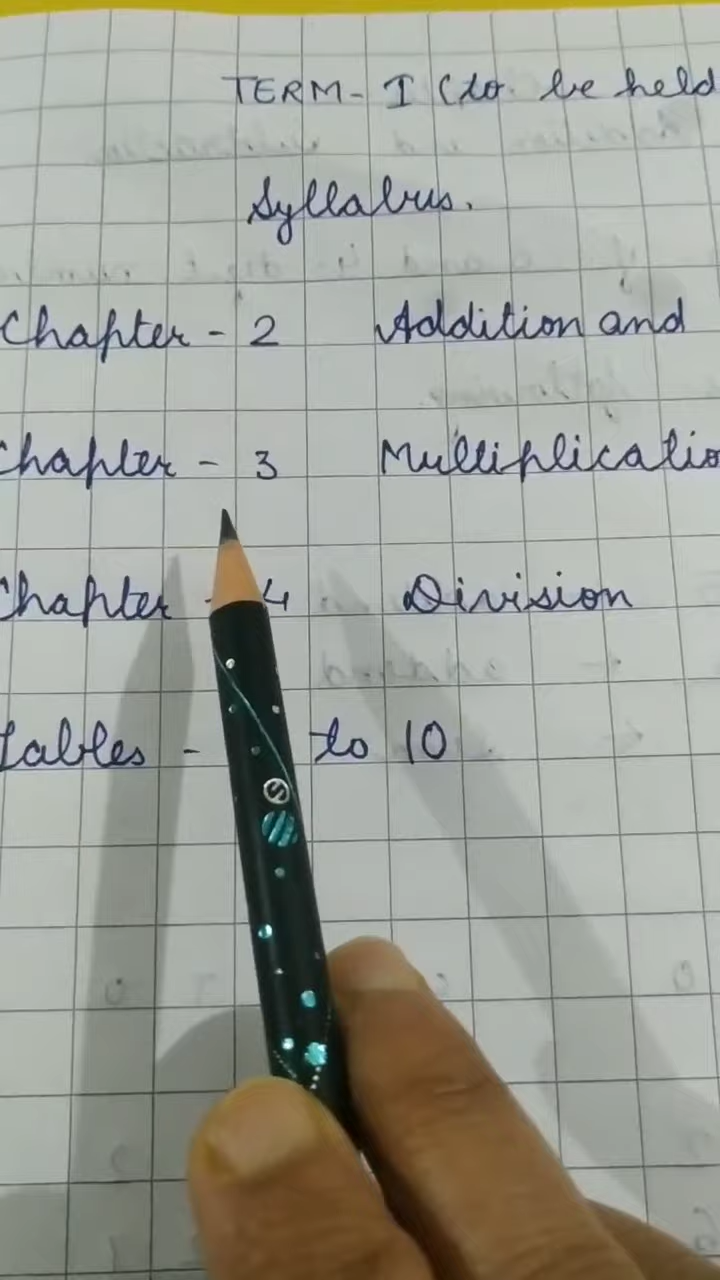 TERM - I (to be held
Syllabus.
Chapter - 2 Addition and
Chapter - 3 Multiplicatio
Chapter - 4 Division
Tables - to 10